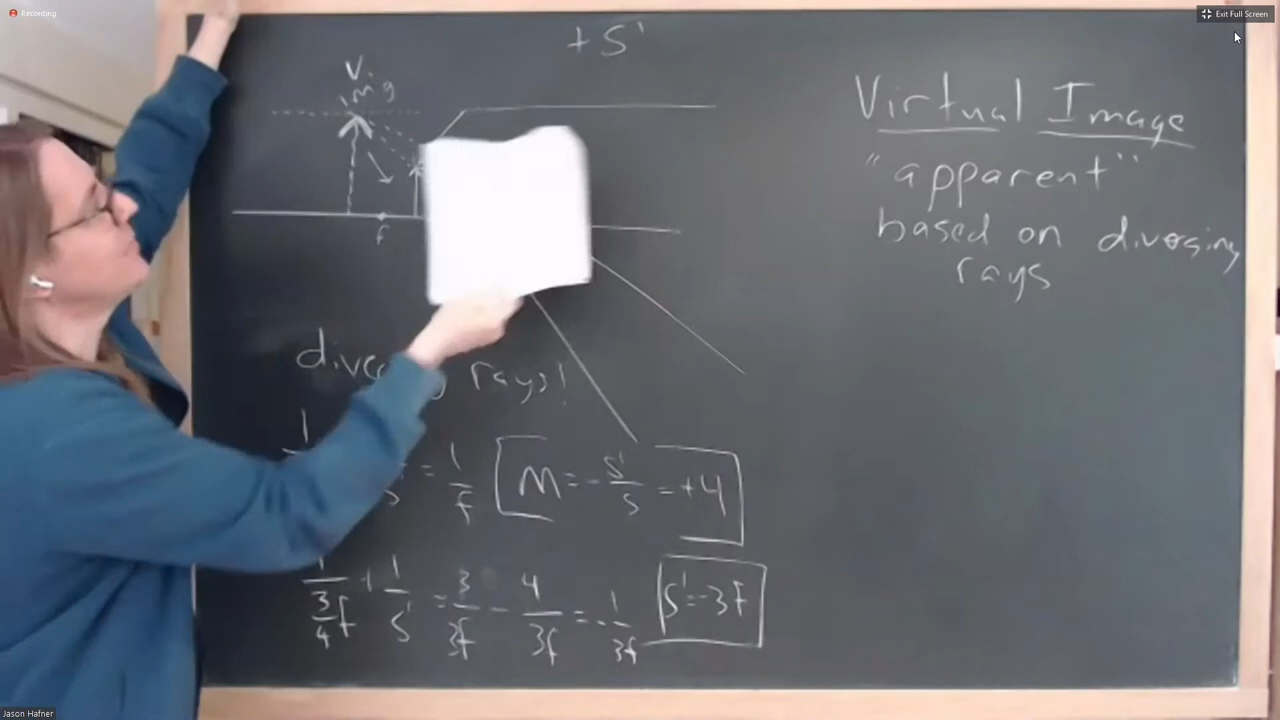 Recording
Exit Full Screen
+ S'
V.
img
f
Virtual Image
"apparent"
based on diverging
rays
rays!
1
S' = 1/f
M = - S'/S = +4
1/(3/4 f) + 1/S' = 3/3f - 4/3f = - 1/3f
S' = -3f
Jason Hafner